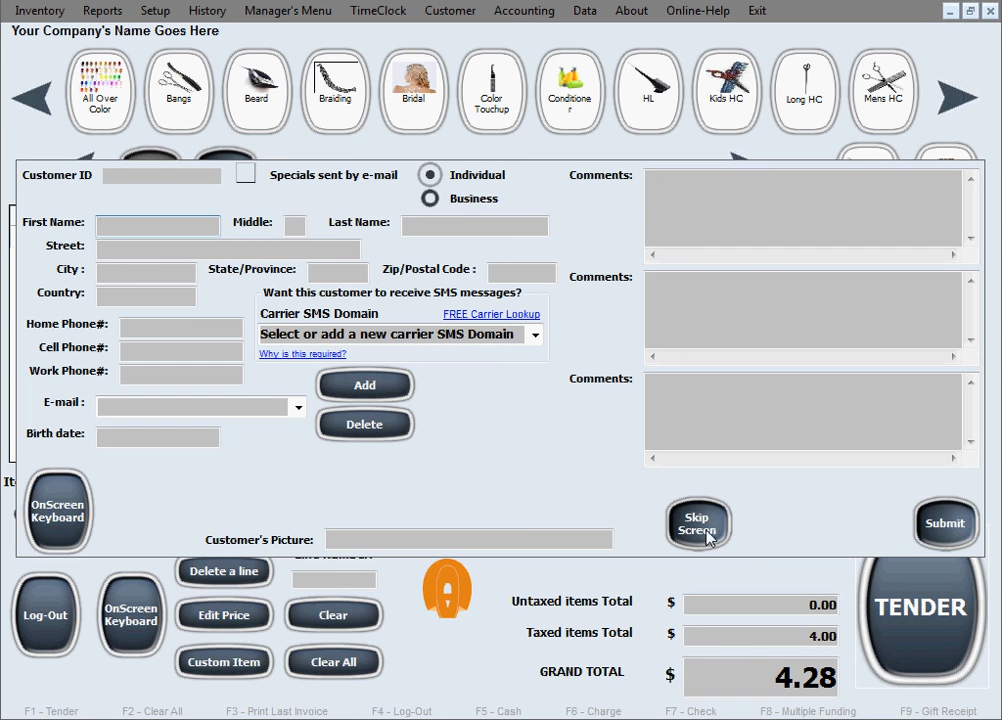 Inventory Reports Setup History Manager's Menu TimeClock Customer Accounting Data About Online-Help Exit
Your Company's Name Goes Here
All Over
Color
Bangs
Beard
Braiding
Bridal
Color
Touchup
Conditione
r
HL
Kids HC
Long HC
Mens HC
Customer ID
Specials sent by e-mail
Individual
Business
Comments:
First Name:
Middle:
Last Name:
Street:
City :
State/Province:
Zip/Postal Code :
Comments:
Country:
Want this customer to receive SMS messages?
Carrier SMS Domain
FREE Carrier Lookup
Select or add a new carrier SMS Domain
Why is this required?
Home Phone#:
Cell Phone#:
Work Phone#:
Comments:
Add
E-mail :
Delete
Birth date:
OnScreen
Keyboard
Customer's Picture:
Skip
Screen
Submit
Delete a line
Log-Out
OnScreen
Keyboard
Edit Price
Clear
Custom Item
Clear All
Untaxed items Total $ 0.00
Taxed items Total $ 4.00
GRAND TOTAL $ 4.28
TENDER
F1 - Tender F2 - Clear All F3 - Print Last Invoice F4 - Log-Out F5 - Cash F6 - Charge F7 - Check F8 - Multiple Funding F9 - Gift Receipt